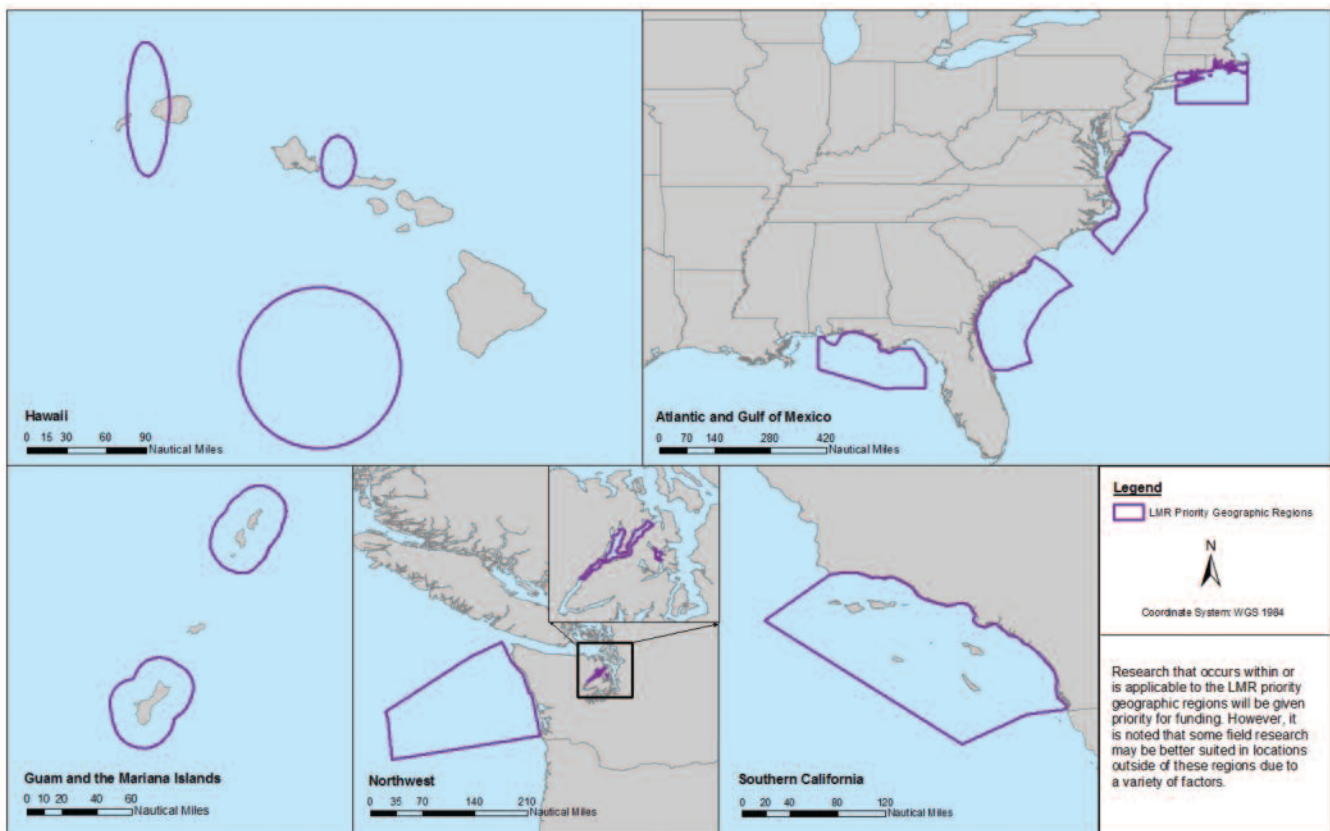 Hawaii
0 15 30 60 90
Nautical Miles
Atlantic and Gulf of Mexico
0 70 140 280 420
Nautical Miles
Guam and the Mariana Islands
0 10 20 40 60
Nautical Miles
Northwest
0 35 70 140 210
Nautical Miles
Southern California
0 20 40 80 120
Nautical Miles
Legend
LMR Priority Geographic Regions
N
Coordinate System: WGS 1984
Research that occurs within or
is applicable to the LMR priority
geographic regions will be given
priority for funding. However, it
is noted that some field research
may be better suited in locations
outside of these regions due to
a variety of factors.